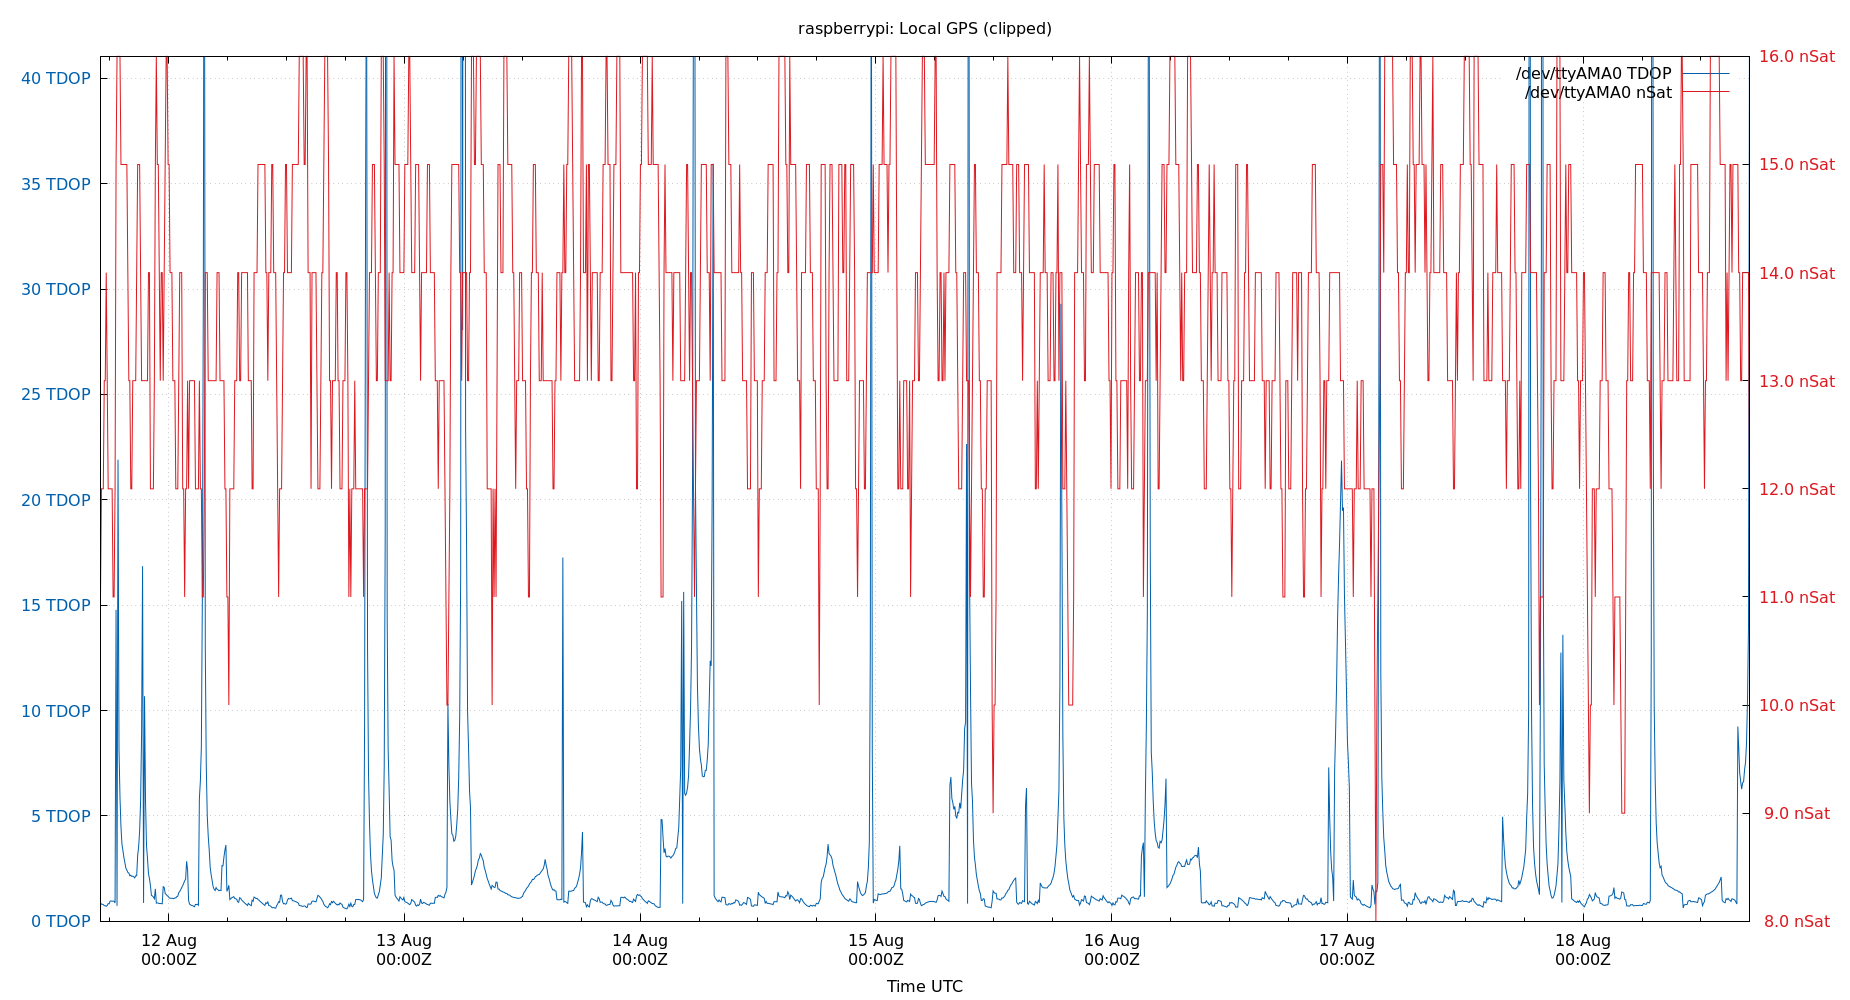 raspberrypi: Local GPS (clipped)
40 TDOP
35 TDOP
30 TDOP
25 TDOP
20 TDOP
15 TDOP
10 TDOP
5 TDOP
0 TDOP
16.0 nSat
15.0 nSat
14.0 nSat
13.0 nSat
12.0 nSat
11.0 nSat
10.0 nSat
9.0 nSat
8.0 nSat
/dev/ttyAMA0 TDOP
/dev/ttyAMA0 nSat
12 Aug
00:00Z
13 Aug
00:00Z
14 Aug
00:00Z
15 Aug
00:00Z
16 Aug
00:00Z
17 Aug
00:00Z
18 Aug
00:00Z
Time UTC